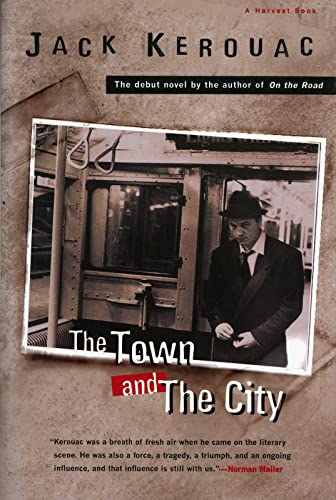 A Harvest Book
JACK KEROUAC
The debut novel by the author of On the Road
The Town
and The City
"Kerouac was a breath of fresh air when he came on the literary
scene. He was also a force, a tragedy, a triumph, and an ongoing
influence, and that influence is still with us."—Norman Mailer